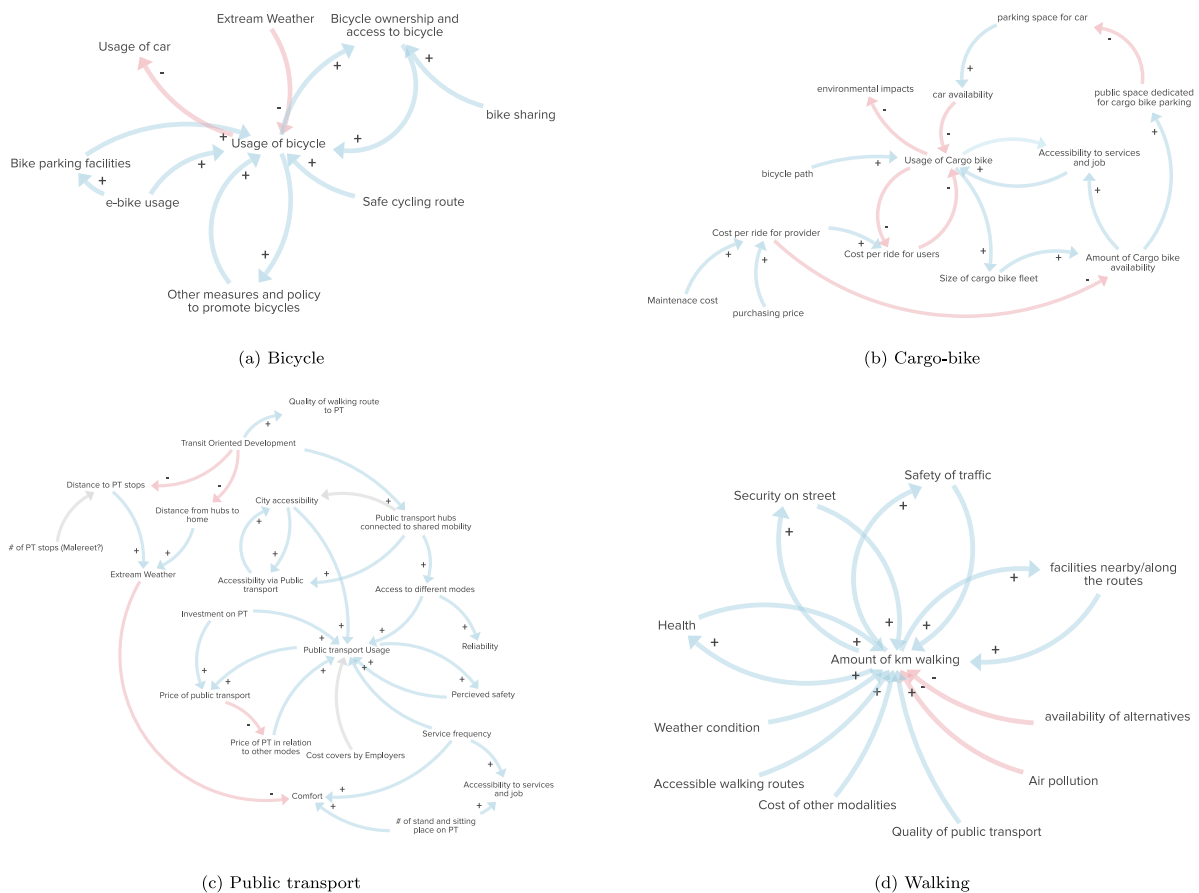 Extream Weather
Bicycle ownership and
access to bicycle
Usage of car
-
+
+
-
bike sharing
+
Usage of bicycle
+
Bike parking facilities
+
+
+
+
+
e-bike usage
Safe cycling route
+
Other measures and policy
to promote bicycles
(a) Bicycle
parking space for car
-
+
environmental impacts
car availability
public space dedicated
for cargo bike parking
-
-
+
Usage of Cargo bike
Accessibility to services
and job
+
+
bicycle path
-
+
Cost per ride for provider
-
+
+
Cost per ride for users
+
Amount of Cargo bike
availability
+
+
Size of cargo bike fleet
-
Maintenace cost
purchasing price
(b) Cargo-bike
Quality of walking route
to PT
+
Transit Oriented Development
-
-
Distance to PT stops
City accessibility
+
Distance from hubs to
home
Public transport hubs
connected to shared mobility
+
# of PT stops (Malereet?)
+
+
+
+
+
Extream Weather
Accessibility via Public
transport
Access to different modes
Investment on PT
+
+
+
+
Public transport Usage
Reliability
+
+
+
+
+
Price of public transport
Percieved safety
-
Price of PT in relation
to other modes
Service frequency
Cost covers by Employers
+
Accessibility to services
and job
+
-
Comfort
+
+
# of stand and sitting
place on PT
(c) Public transport
Safety of traffic
Security on street
+
+
facilities nearby/along
the routes
+
Health
+
+
+
+
+
Amount of km walking
+
+
+
-
-
Weather condition
availability of alternatives
Accessible walking routes
Air pollution
Cost of other modalities
Quality of public transport
(d) Walking